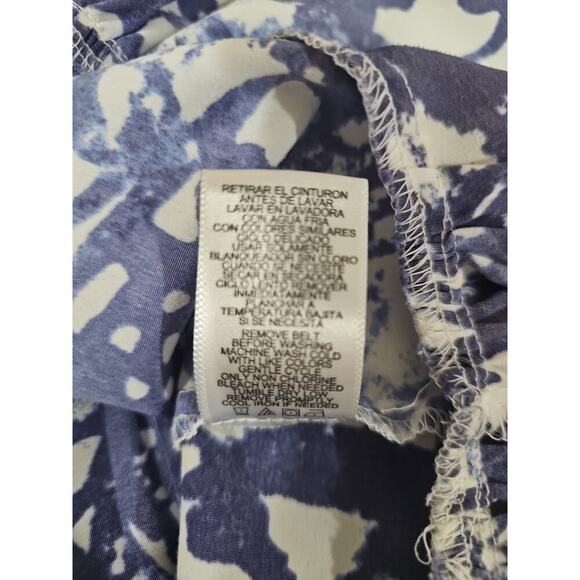 RETIRAR EL CINTURON
ANTES DE LAVAR
LAVAR EN LAVADORA
CON AGUA FRIA
CON COLORES SIMILARES
CICLO DELICADO
USAR SOLAMENTE
BLANQUEADOR SIN CLORO
CUANDO SE NECESITE
SECAR EN SECADORA
CICLO LENTO REMOVER
INMEDIATAMENTE
PLANCHAR A
TEMPERATURA BAJITA
SI SE NECESITA
REMOVE BELT
BEFORE WASHING
MACHINE WASH COLD
WITH LIKE COLORS
GENTLE CYCLE
ONLY NON CHLORINE
BLEACH WHEN NEEDED
TUMBLE DRY LOW
REMOVE PROMPTLY
COOL IRON IF NEEDED